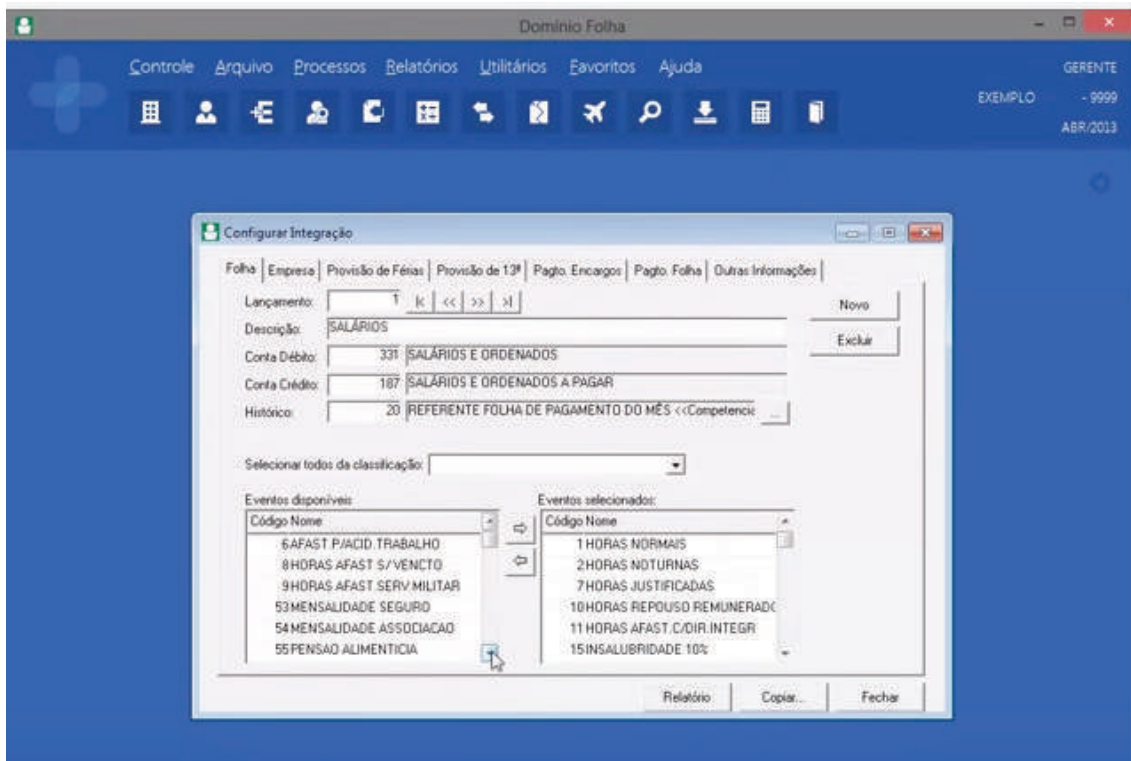 Domínio Folha
Controle Arquivo Processos Relatórios Utilitários Favoritos Ajuda
GERENTE
EXEMPLO - 9999
ABR/2013
Configurar Integração
Folha Empresa Provisão de Férias Provisão de 13º Pagto. Encargos Pagto. Folha Outras Informações
Lançamento: 1 |< << >> >| Novo
Descrição: SALÁRIOS
Excluir
Conta Débito: 331 SALÁRIOS E ORDENADOS
Conta Crédito: 187 SALÁRIOS E ORDENADOS A PAGAR
Histórico: 20 REFERENTE FOLHA DE PAGAMENTO DO MÊS <<Competencia ...
Selecionar todos da classificação:
Eventos disponíveis
Código Nome
6 AFAST P/ACID.TRABALHO
8 HORAS AFAST S/VENCTO
9 HORAS AFAST SERV.MILITAR
53 MENSALIDADE SEGURO
54 MENSALIDADE ASSOCIACAO
55 PENSAO ALIMENTICIA
Eventos selecionados:
Código Nome
1 HORAS NORMAIS
2 HORAS NOTURNAS
7 HORAS JUSTIFICADAS
10 HORAS REPOUSO REMUNERADO
11 HORAS AFAST.C/DIR.INTEGR
15 INSALUBRIDADE 10%
Relatório Copiar... Fechar